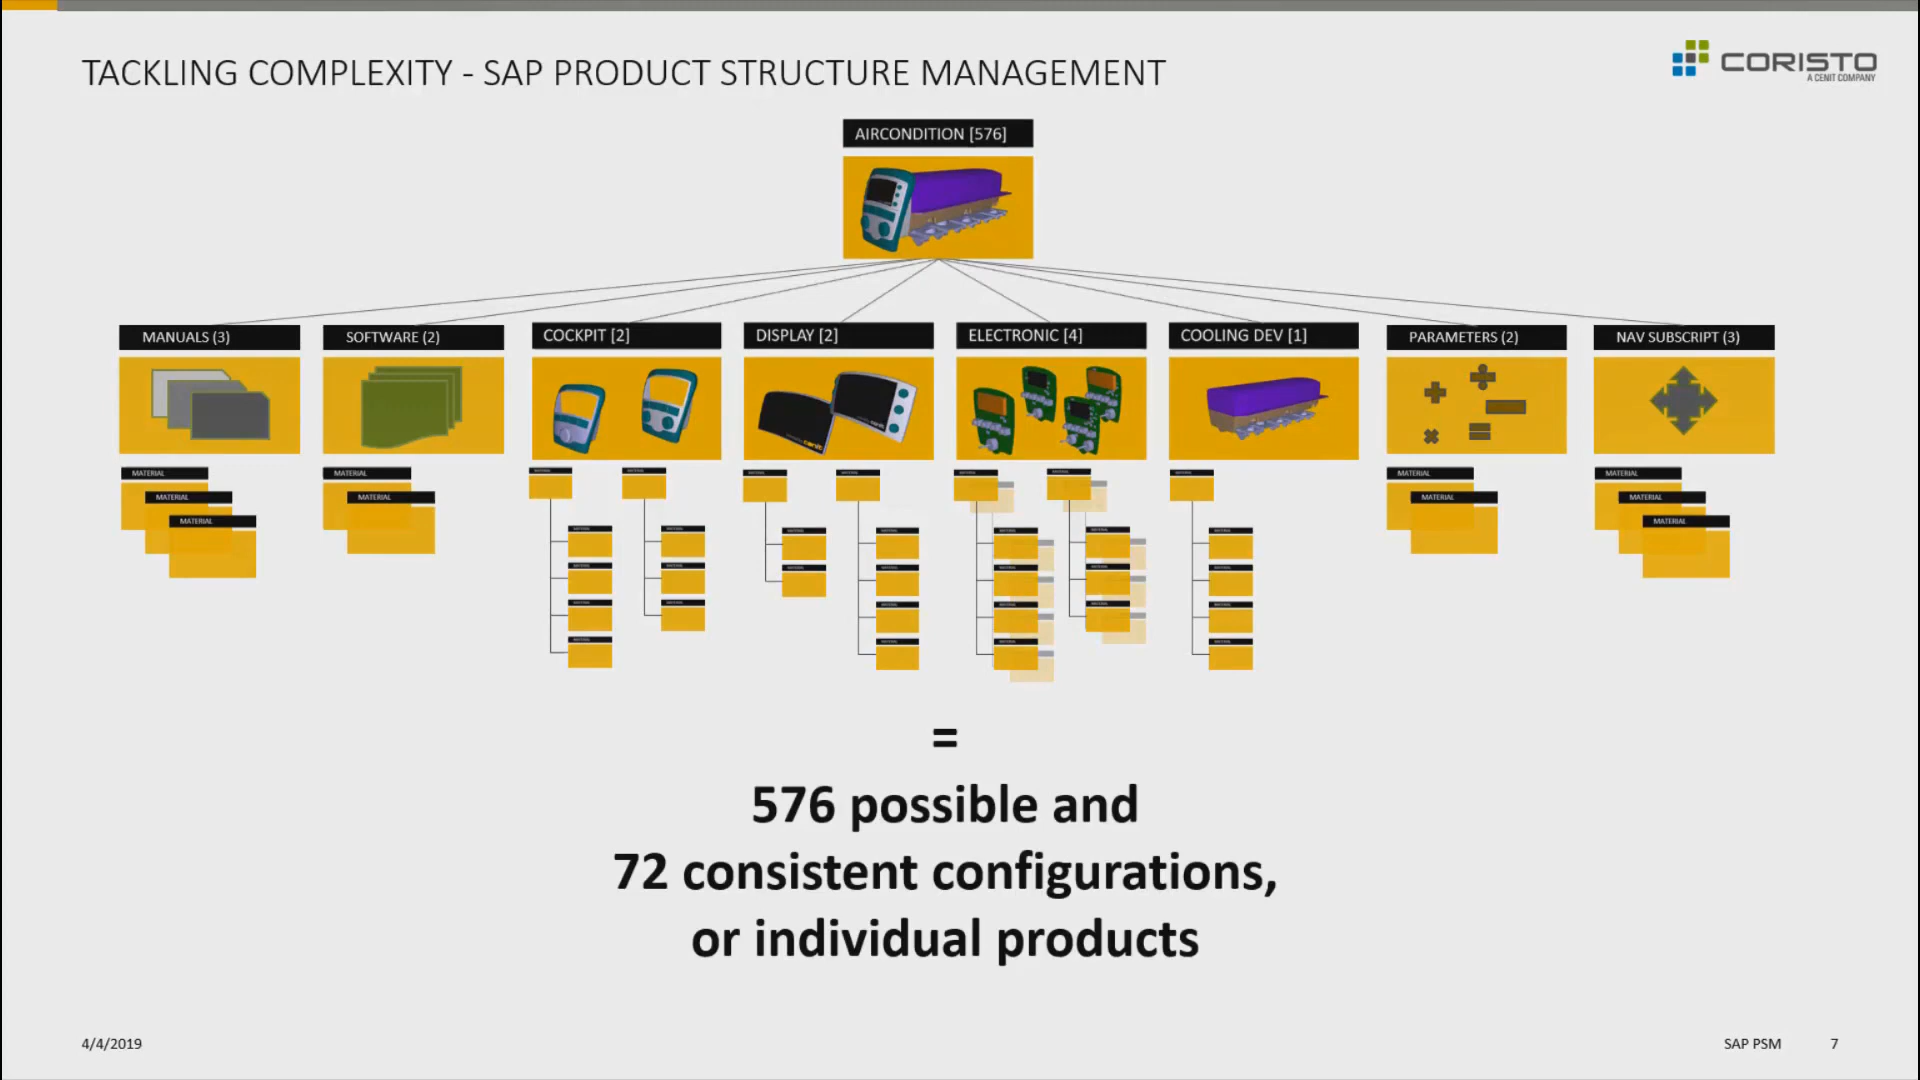 TACKLING COMPLEXITY - SAP PRODUCT STRUCTURE MANAGEMENT
CORISTO
A CENIT COMPANY
AIRCONDITION [576]
MANUALS (3)
SOFTWARE (2)
COCKPIT [2]
DISPLAY [2]
ELECTRONIC [4]
COOLING DEV [1]
PARAMETERS (2)
NAV SUBSCRIPT (3)
MATERIAL
MATERIAL
MATERIAL
MATERIAL
MATERIAL
MATERIAL
MATERIAL
MATERIAL
MATERIAL
MATERIAL
=
576 possible and
72 consistent configurations,
or individual products
4/4/2019
SAP PSM
7